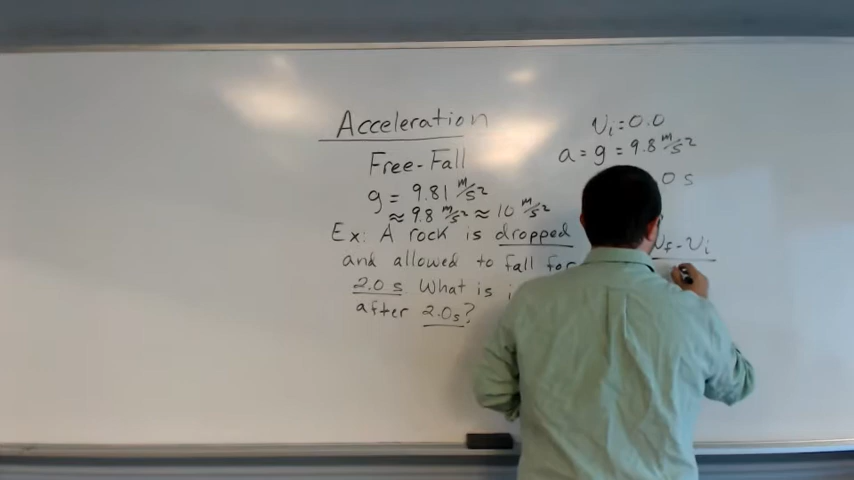 Acceleration
Free-Fall
g = 9.81 m/s²
≈ 9.8 m/s² ≈ 10 m/s²
Ex: A rock is dropped
and allowed to fall for
2.0 s What is
after 2.0s?
Vi = 0.0
a = g = 9.8 m/s²
0 s
Vf - Vi